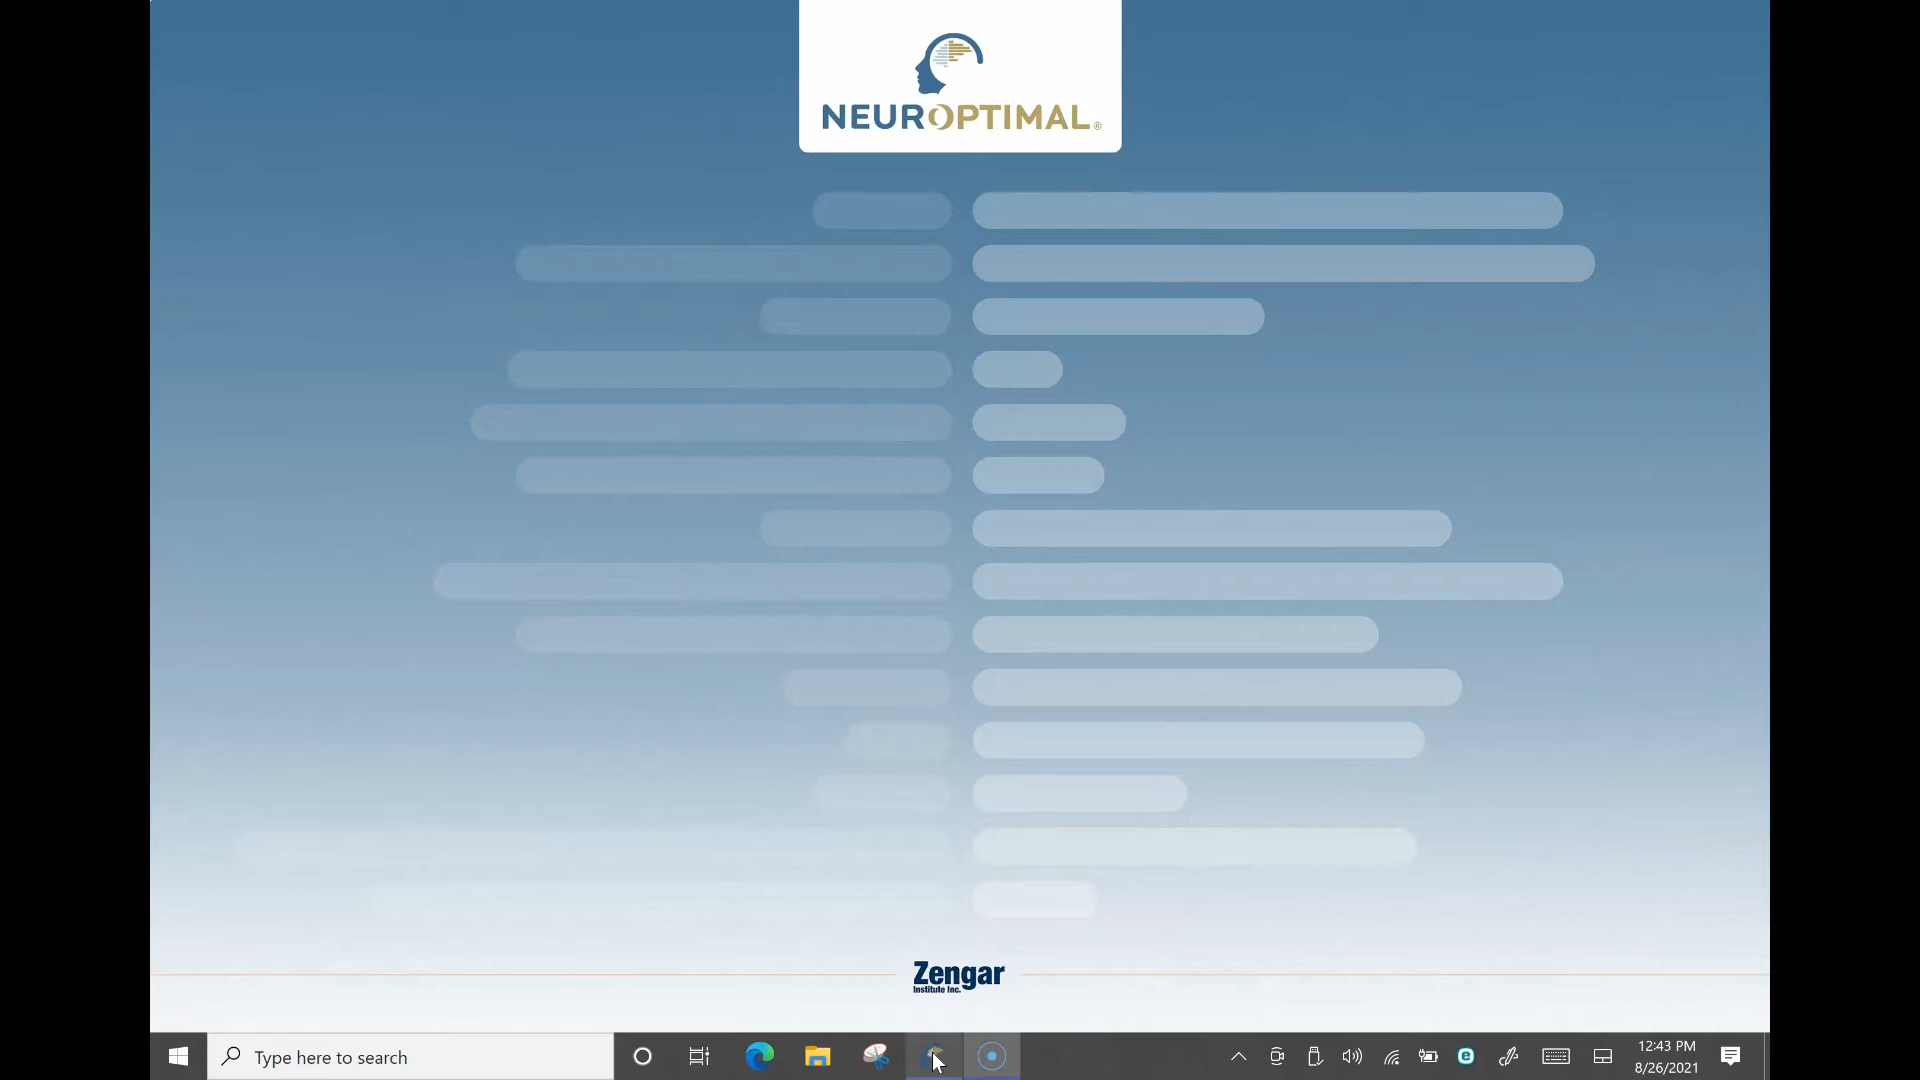 NEUROPTIMAL®
Zengar
Institute Inc.
Type here to search
12:43 PM
8/26/2021